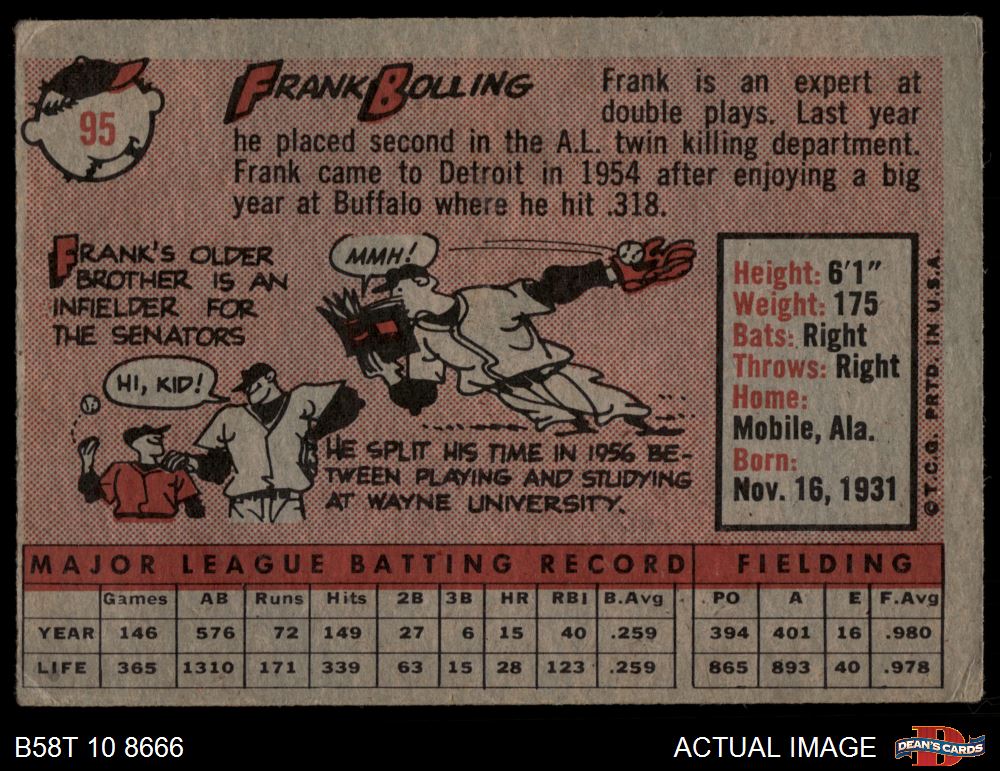 95
FRANK BOLLING
Frank is an expert at
double plays. Last year
he placed second in the A.L. twin killing department.
Frank came to Detroit in 1954 after enjoying a big
year at Buffalo where he hit .318.
FRANK'S OLDER
BROTHER IS AN
INFIELDER FOR
THE SENATORS
HI, KID!
MMH!
HE SPLIT HIS TIME IN 1956 BE-
TWEEN PLAYING AND STUDYING
AT WAYNE UNIVERSITY.
Height: 6'1"
Weight: 175
Bats: Right
Throws: Right
Home:
Mobile, Ala.
Born:
Nov. 16, 1931
© T.C.G. PRTD. IN U.S.A.
MAJOR LEAGUE BATTING RECORD FIELDING
Games AB Runs Hits 2B 3B HR RBI B.Avg. PO A E F.Avg
YEAR 146 576 72 149 27 6 15 40 .259 394 401 16 .980
LIFE 365 1310 171 339 63 15 28 123 .259 865 893 40 .978
B58T 10 8666
ACTUAL IMAGE
D
DEAN'S CARDS